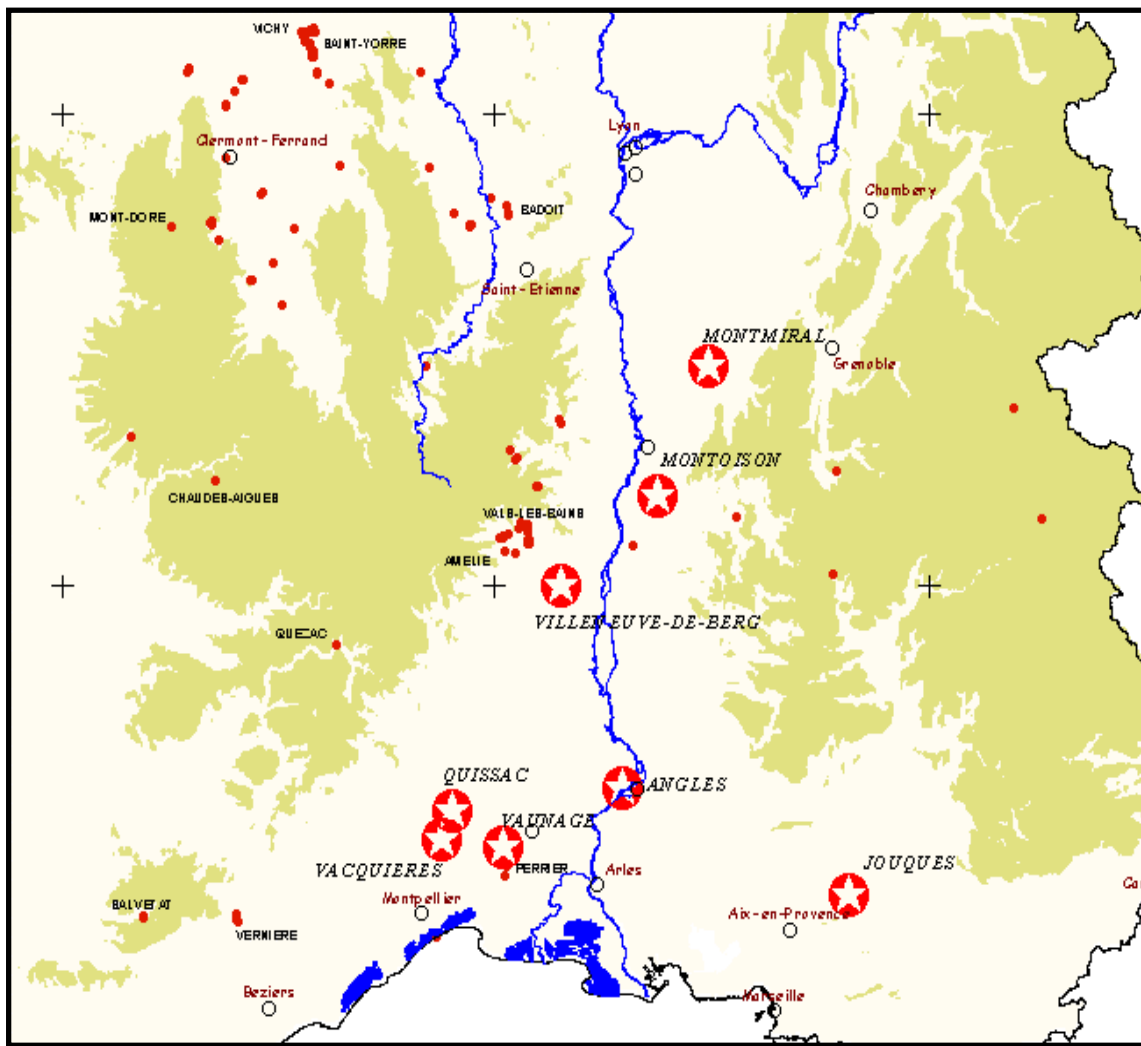 VICHY
SAINT-YORRE
Lyon
Clermont-Ferrand
Chambery
MONT-DORE
BADOIT
Saint-Etienne
MONTMIRAL
Grenoble
MONTOISON
CHAUDES-AIGUES
VALS-LES-BAINS
AMELIE
VILLENEUVE-DE-BERG
QUEZAC
QUISSAC
ANGLES
VAUNAGE
VACQUIERES
PERRIER
JOUQUES
Arles
Montpellier
SALVETAT
VERNIERE
Aix-en-Provence
Beziers
Marseille